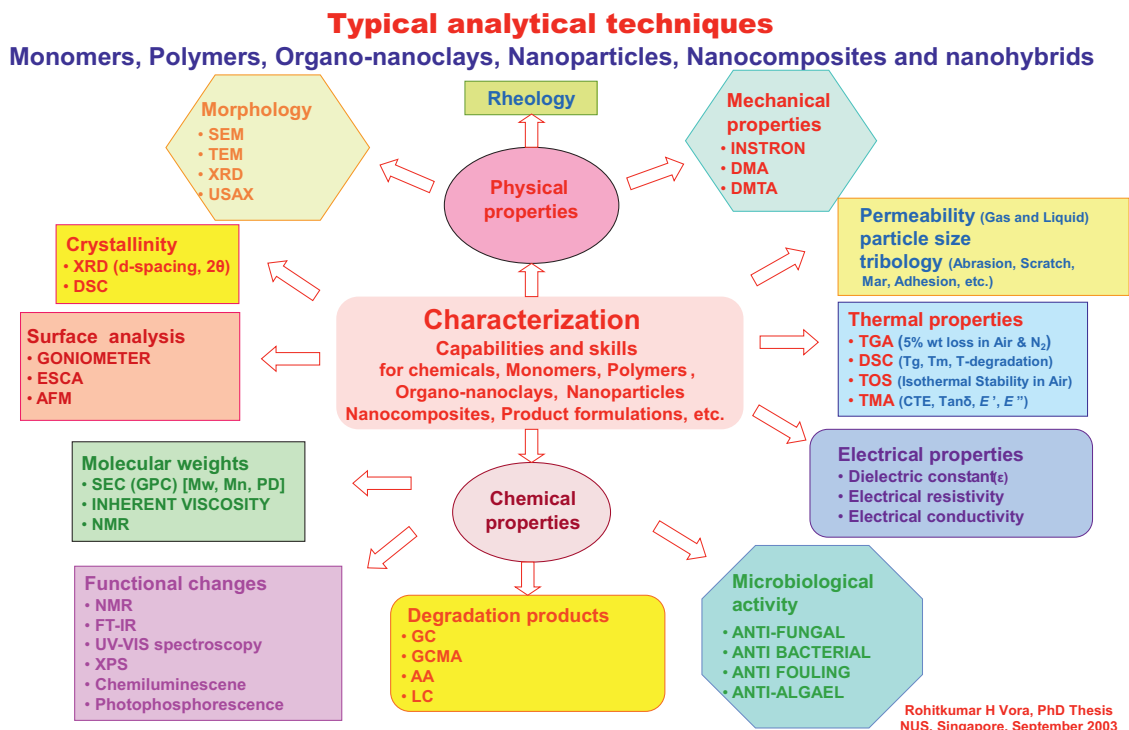 Typical analytical techniques
Monomers, Polymers, Organo-nanoclays, Nanoparticles, Nanocomposites and nanohybrids
Morphology
• SEM
• TEM
• XRD
• USAX
Rheology
Physical
properties
Mechanical
properties
• INSTRON
• DMA
• DMTA
Crystallinity
• XRD (d-spacing, 2θ)
• DSC
Permeability (Gas and Liquid)
particle size
tribology (Abrasion, Scratch,
Mar, Adhesion, etc.)
Surface analysis
• GONIOMETER
• ESCA
• AFM
Characterization
Capabilities and skills
for chemicals, Monomers, Polymers ,
Organo-nanoclays, Nanoparticles
Nanocomposites, Product formulations, etc.
Thermal properties
• TGA (5% wt loss in Air & N₂)
• DSC (Tg, Tm, T-degradation)
• TOS (Isothermal Stability in Air)
• TMA (CTE, Tanδ, E ', E ")
Molecular weights
• SEC (GPC) [Mw, Mn, PD]
• INHERENT VISCOSITY
• NMR
Chemical
properties
Electrical properties
• Dielectric constant(ε)
• Electrical resistivity
• Electrical conductivity
Functional changes
• NMR
• FT-IR
• UV-VIS spectroscopy
• XPS
• Chemiluminescene
• Photophosphorescence
Degradation products
• GC
• GCMA
• AA
• LC
Microbiological
activity
• ANTI-FUNGAL
• ANTI BACTERIAL
• ANTI FOULING
• ANTI-ALGAEL
Rohitkumar H Vora, PhD Thesis
NUS, Singapore, September 2003